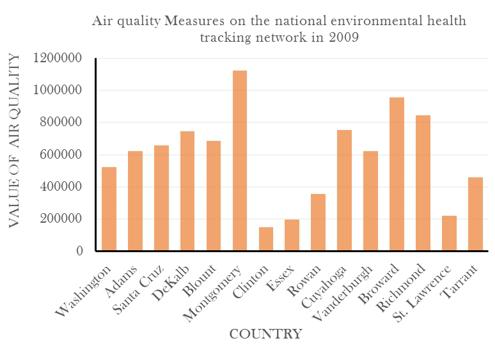 Air quality Measures on the national environmental health
tracking network in 2009
VALUE OF AIR QUALITY
1200000
1000000
800000
600000
400000
200000
0
Washington
Adams
Santa Cruz
DeKalb
Blount
Montgomery
Clinton
Essex
Rowan
Cuyahoga
Vanderburgh
Broward
Richmond
St. Lawrence
Tarrant
COUNTRY